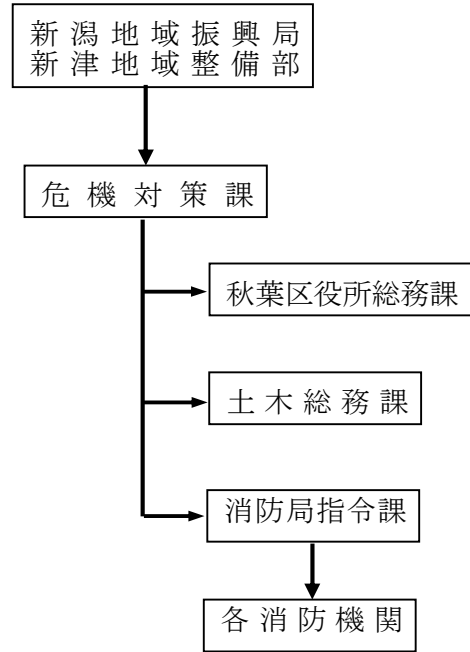 新潟地域振興局
新津地域整備部
危機対策課
秋葉区役所総務課
土木総務課
消防局指令課
各消防機関